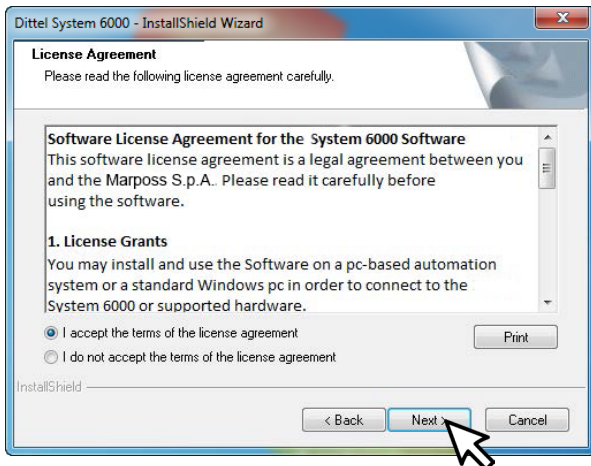 Dittel System 6000 - InstallShield Wizard
License Agreement
Please read the following license agreement carefully.
Software License Agreement for the System 6000 Software
This software license agreement is a legal agreement between you
and the Marposs S.p.A.. Please read it carefully before
using the software.
1. License Grants
You may install and use the Software on a pc-based automation
system or a standard Windows pc in order to connect to the
System 6000 or supported hardware.
I accept the terms of the license agreement
Print
I do not accept the terms of the license agreement
InstallShield
< Back
Next >
Cancel